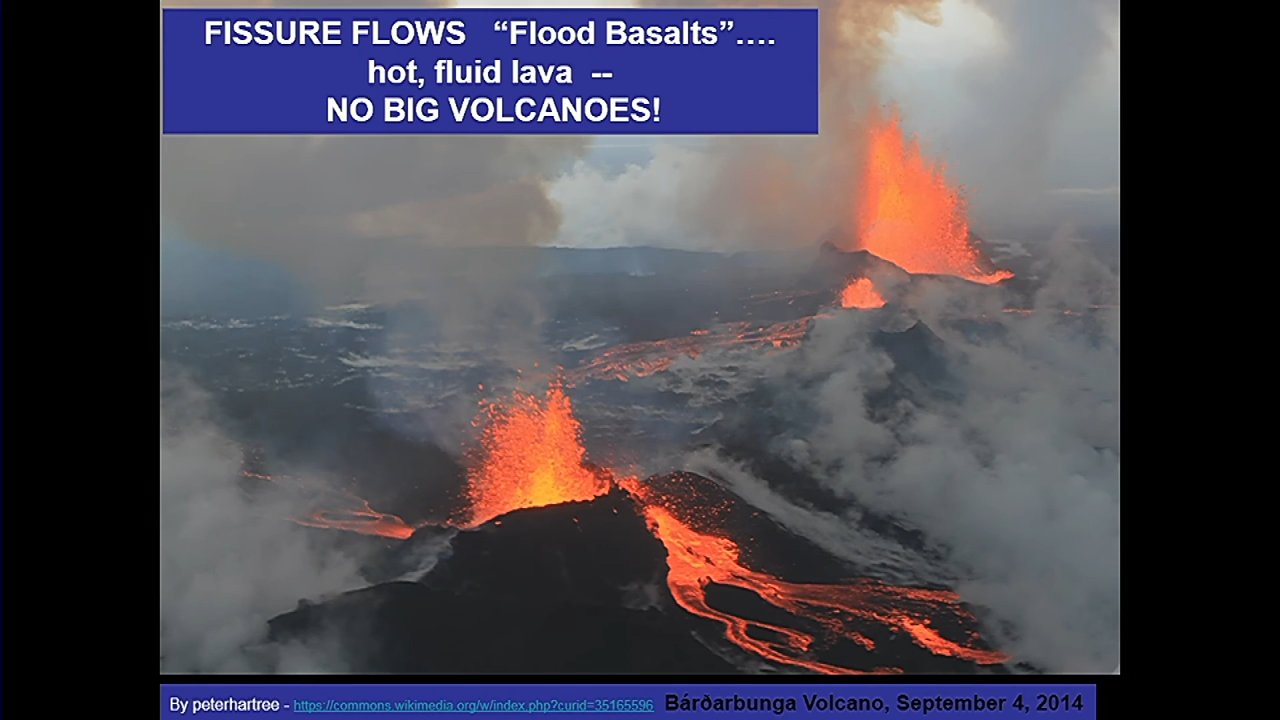 FISSURE FLOWS “Flood Basalts”….
hot, fluid lava --
NO BIG VOLCANOES!
By peterhartree - https://commons.wikimedia.org/w/index.php?curid=35165596 Bárðarbunga Volcano, September 4, 2014